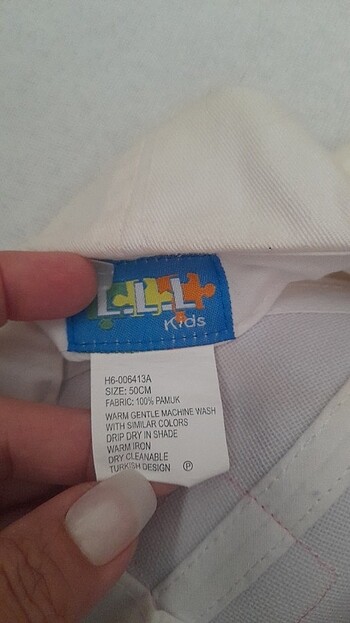 L.L.L
Kids
H6-006413A
SIZE: 50CM
FABRIC: 100% PAMUK
WARM GENTLE MACHINE WASH
WITH SIMILAR COLORS
DRIP DRY IN SHADE
WARM IRON
DRY CLEANABLE
TURKISH DESIGN Ⓟ